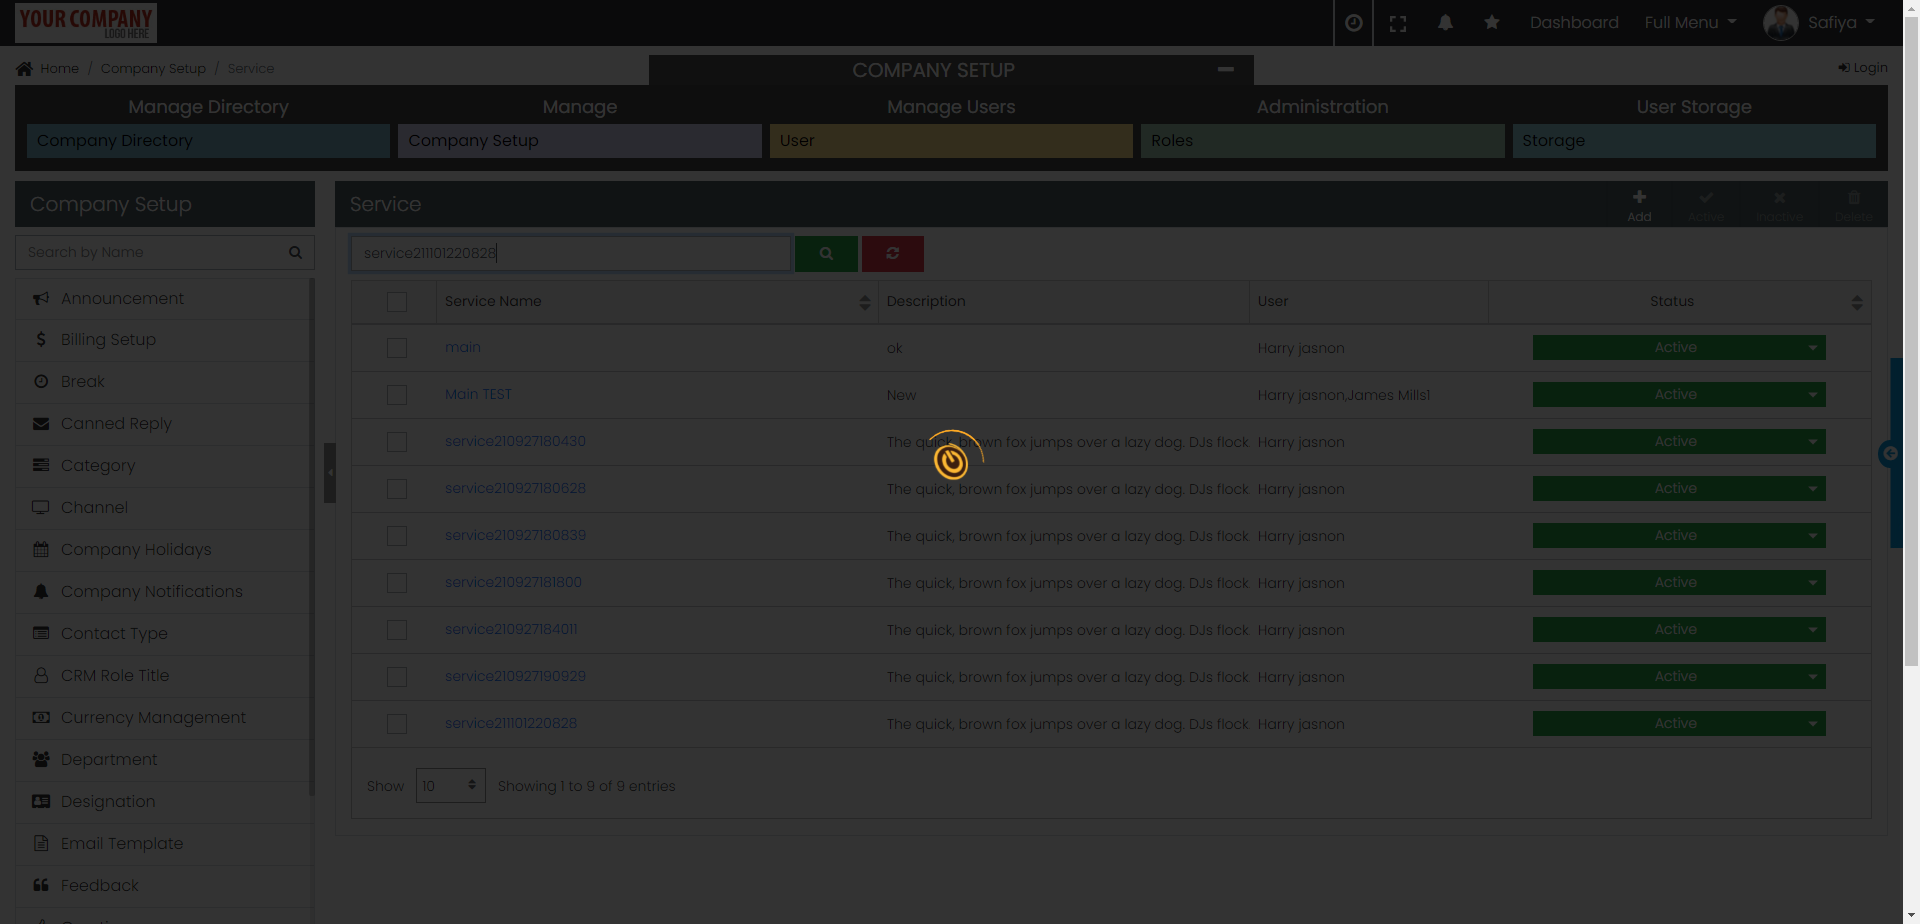 YOUR COMPANY
LOGO HERE
Dashboard
Full Menu
Safiya
Home / Company Setup / Service
COMPANY SETUP
Login
Manage Directory
Manage
Manage Users
Administration
User Storage
Company Directory
Company Setup
User
Roles
Storage
Company Setup
Search by Name
Announcement
Billing Setup
Break
Canned Reply
Category
Channel
Company Holidays
Company Notifications
Contact Type
CRM Role Title
Currency Management
Department
Designation
Email Template
Feedback
Service
Add
Active
Inactive
Delete
service211101220828
Service Name Description User Status
main ok Harry jasnon Active
Main TEST New Harry jasnon,James Mills1 Active
service210927180430 The quick, brown fox jumps over a lazy dog. DJs flock Harry jasnon Active
service210927180628 The quick, brown fox jumps over a lazy dog. DJs flock Harry jasnon Active
service210927180839 The quick, brown fox jumps over a lazy dog. DJs flock Harry jasnon Active
service210927181800 The quick, brown fox jumps over a lazy dog. DJs flock Harry jasnon Active
service210927184011 The quick, brown fox jumps over a lazy dog. DJs flock Harry jasnon Active
service210927190929 The quick, brown fox jumps over a lazy dog. DJs flock Harry jasnon Active
service211101220828 The quick, brown fox jumps over a lazy dog. DJs flock Harry jasnon Active
Show 10 Showing 1 to 9 of 9 entries